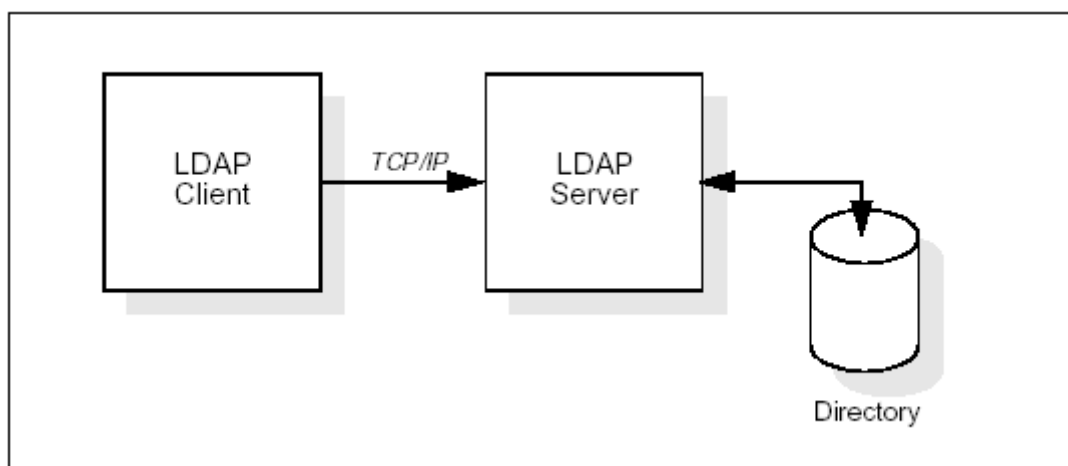 LDAP
Client
TCP/IP
LDAP
Server
Directory